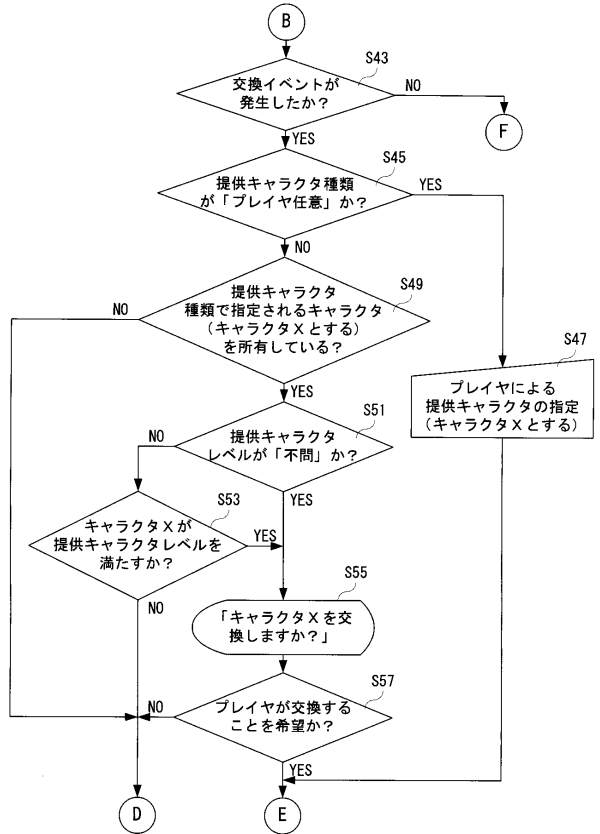 B
S43
交換イベントが
発生したか?
NO
F
YES
S45
提供キャラクタ種類
が「プレイヤ任意」か?
YES
NO
S49
提供キャラクタ
種類で指定されるキャラクタ
(キャラクタXとする)
を所有している?
NO
YES
S47
プレイヤによる
提供キャラクタの指定
(キャラクタXとする)
S51
提供キャラクタ
レベルが「不問」か?
NO
YES
S53
キャラクタXが
提供キャラクタレベルを
満たすか?
YES
NO
S55
「キャラクタXを交
換しますか?」
S57
プレイヤが交換する
ことを希望か?
NO
YES
D
E